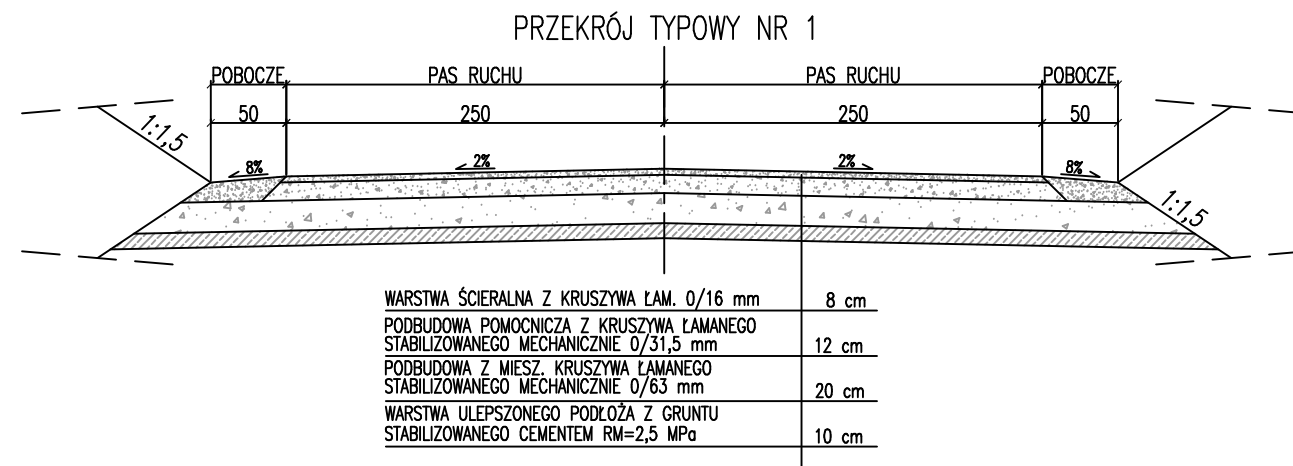 PRZEKRÓJ TYPOWY NR 1
POBOCZE PAS RUCHU PAS RUCHU POBOCZE
50 250 250 50
1:1,5
8% 2% 2% 8%
1:1,5
WARSTWA ŚCIERALNA Z KRUSZYWA ŁAM. 0/16 mm 8 cm
PODBUDOWA POMOCNICZA Z KRUSZYWA ŁAMANEGO
STABILIZOWANEGO MECHANICZNIE 0/31,5 mm 12 cm
PODBUDOWA Z MIESZ. KRUSZYWA ŁAMANEGO
STABILIZOWANEGO MECHANICZNIE 0/63 mm 20 cm
WARSTWA ULEPSZONEGO PODŁOŻA Z GRUNTU
STABILIZOWANEGO CEMENTEM RM=2,5 MPa 10 cm